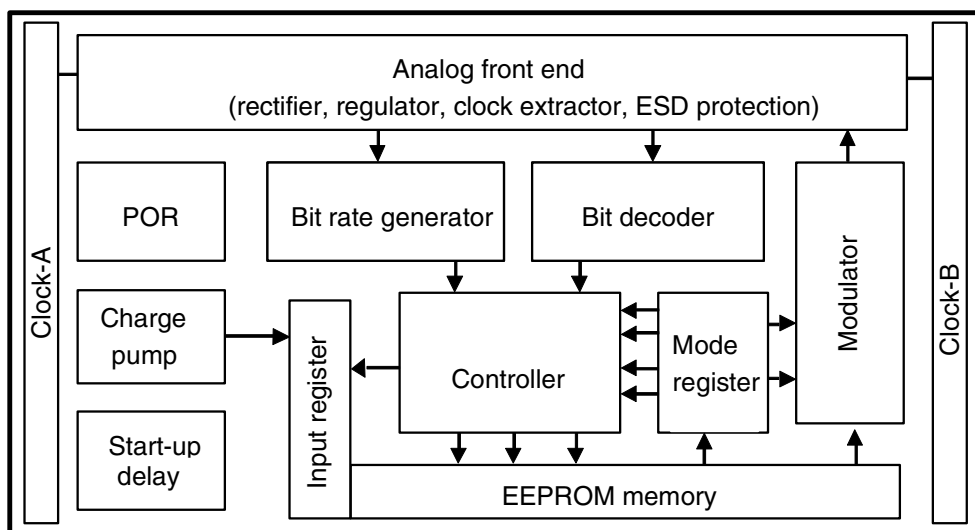 Analog front end
(rectifier, regulator, clock extractor, ESD protection)
Clock-A
POR
Bit rate generator
Bit decoder
Modulator
Clock-B
Charge
pump
Input register
Controller
Mode
register
Start-up
delay
EEPROM memory